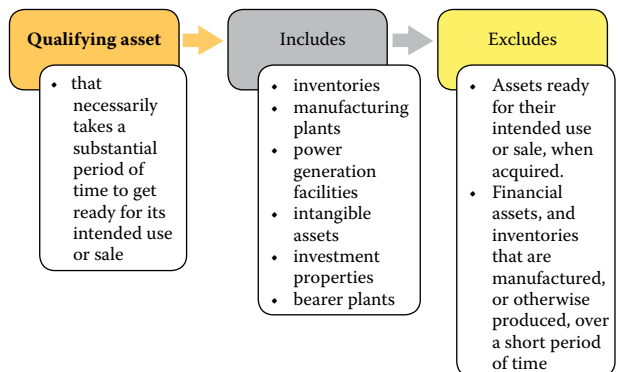 Qualifying asset
• that
necessarily
takes a
substantial
period of
time to get
ready for its
intended use
or sale
Includes
• inventories
• manufacturing
plants
• power
generation
facilities
• intangible
assets
• investment
properties
• bearer plants
Excludes
• Assets ready
for their
intended use
or sale, when
acquired.
• Financial
assets, and
inventories
that are
manufactured,
or otherwise
produced, over
a short period
of time